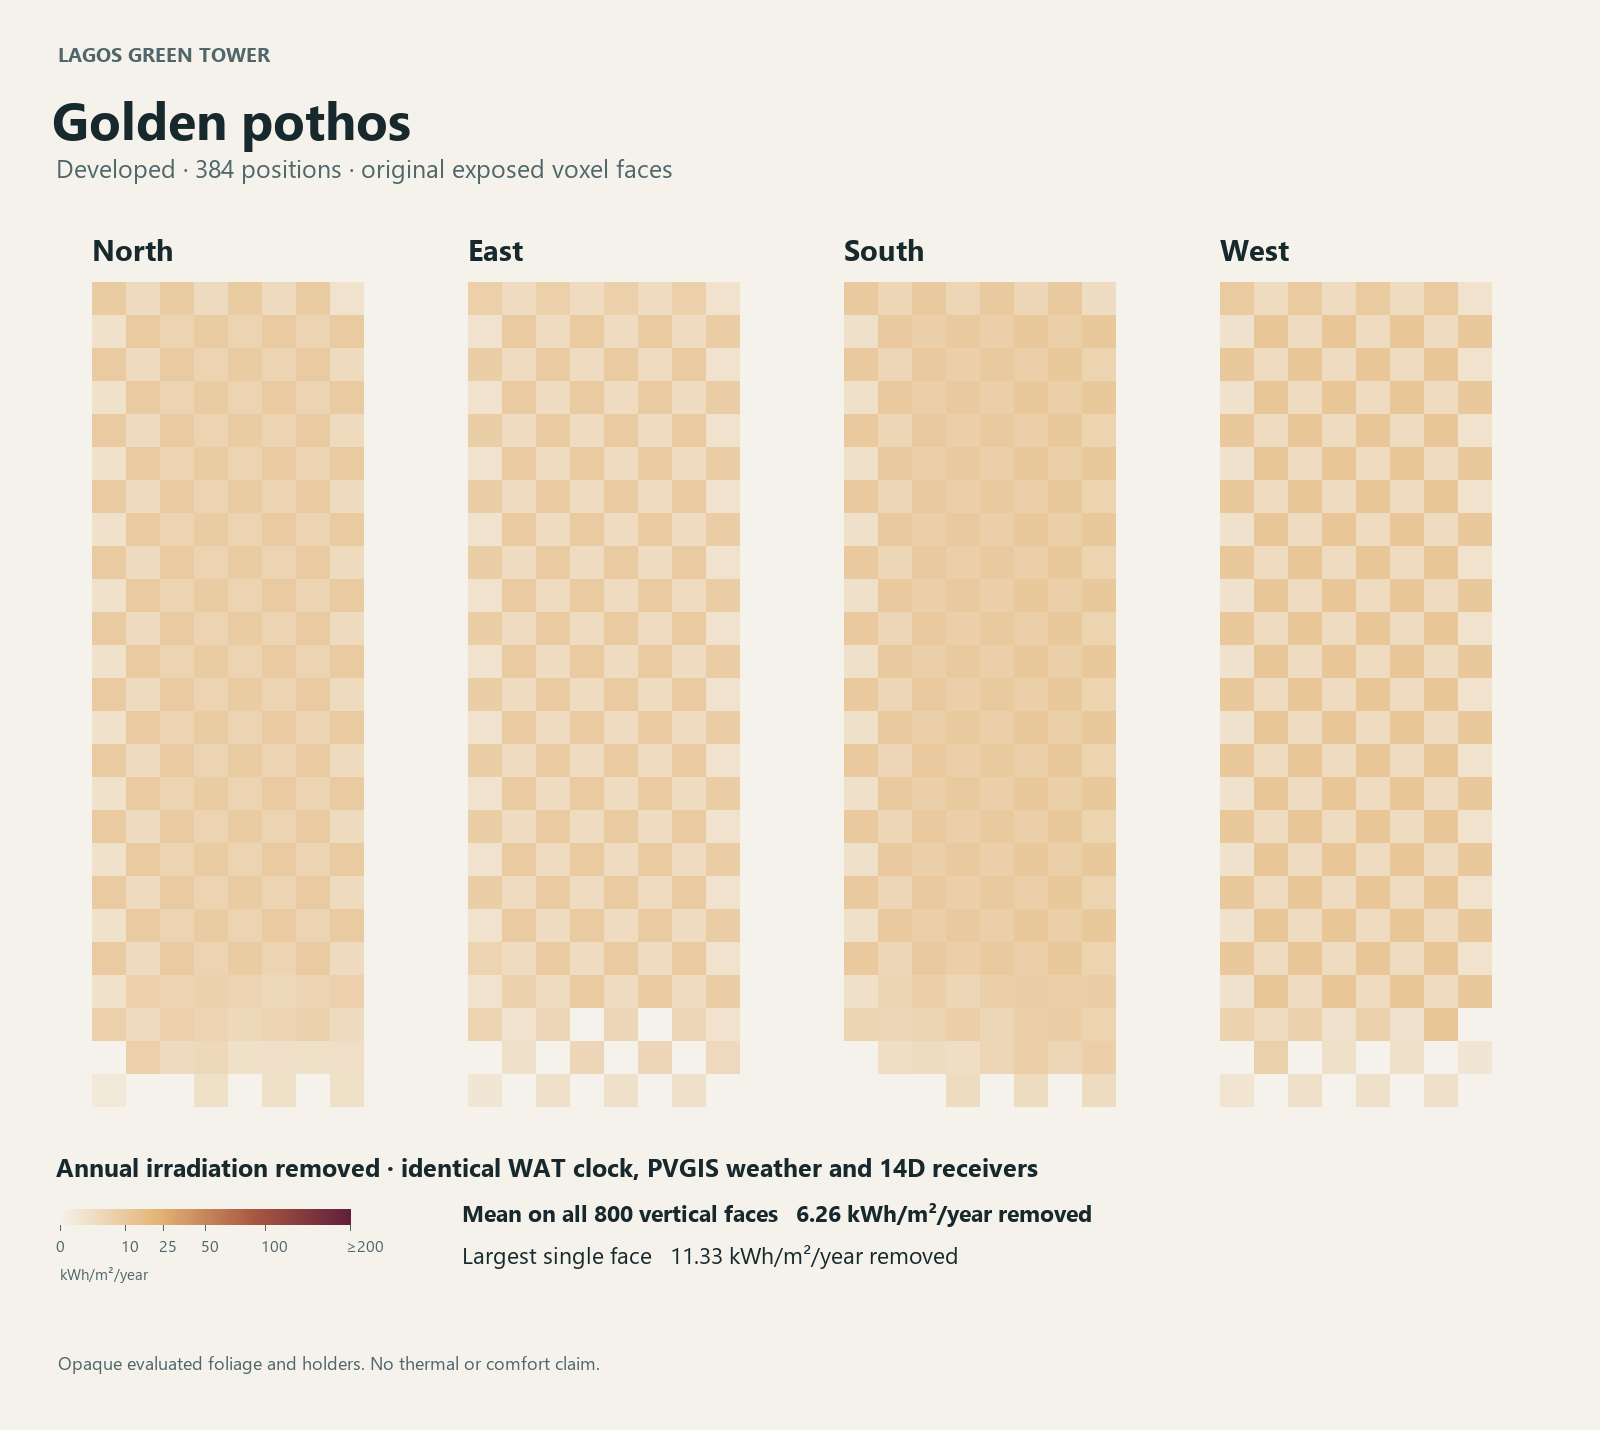 LAGOS GREEN TOWER
Golden pothos
Developed · 384 positions · original exposed voxel faces
North East South West
Annual irradiation removed · identical WAT clock, PVGIS weather and 14D receivers
Mean on all 800 vertical faces 6.26 kWh/m²/year removed
0 10 25 50 100 ≥200
Largest single face 11.33 kWh/m²/year removed
kWh/m²/year
Opaque evaluated foliage and holders. No thermal or comfort claim.